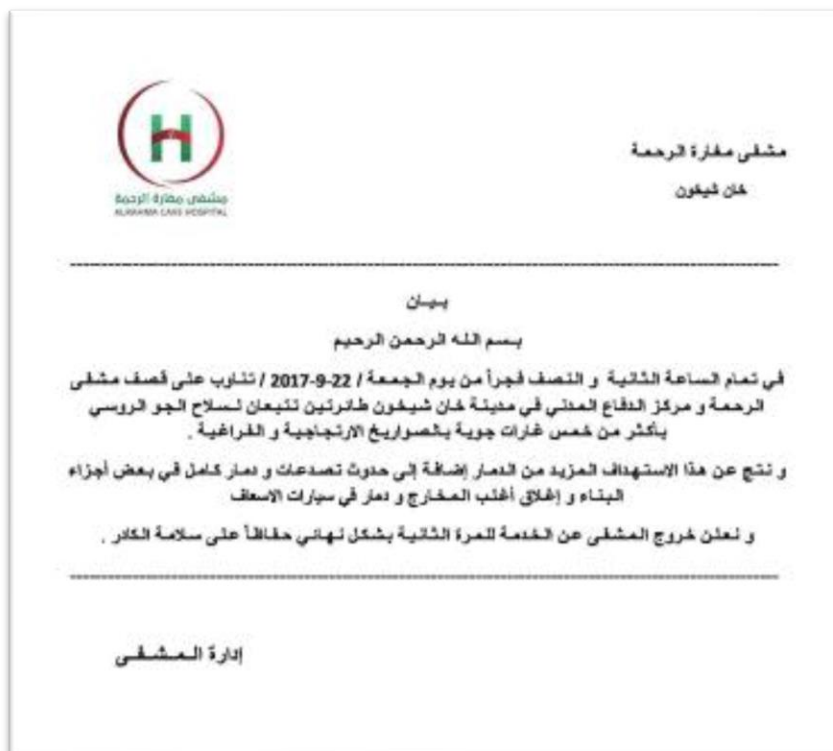 مشفى مغارة الرحمة
خان شيخون
مشفى مغارة الرحمة
ALRAHMA CAVE HOSPITAL
بيان
بسم الله الرحمن الرحيم
في تمام الساعة الثانية و النصف فجراً من يوم الجمعة / 22-9-2017 / تناوب على قصف مشفى
الرحمة و مركز الدفاع المدني في مدينة خان شيخون طائرتين تتبعان لسلاح الجو الروسي
بأكثر من خمس غارات جوية بالصواريخ الارتجاجية و الفراغية .
و نتج عن هذا الاستهداف المزيد من الدمار إضافة إلى حدوث تصدعات و دمار كامل في بعض أجزاء
البناء و إغلاق أغلب المخارج و دمار في سيارات الاسعاف
و نعلن خروج المشفى عن الخدمة للمرة الثانية بشكل نهائي حفاظاً على سلامة الكادر .
إدارة المشفى